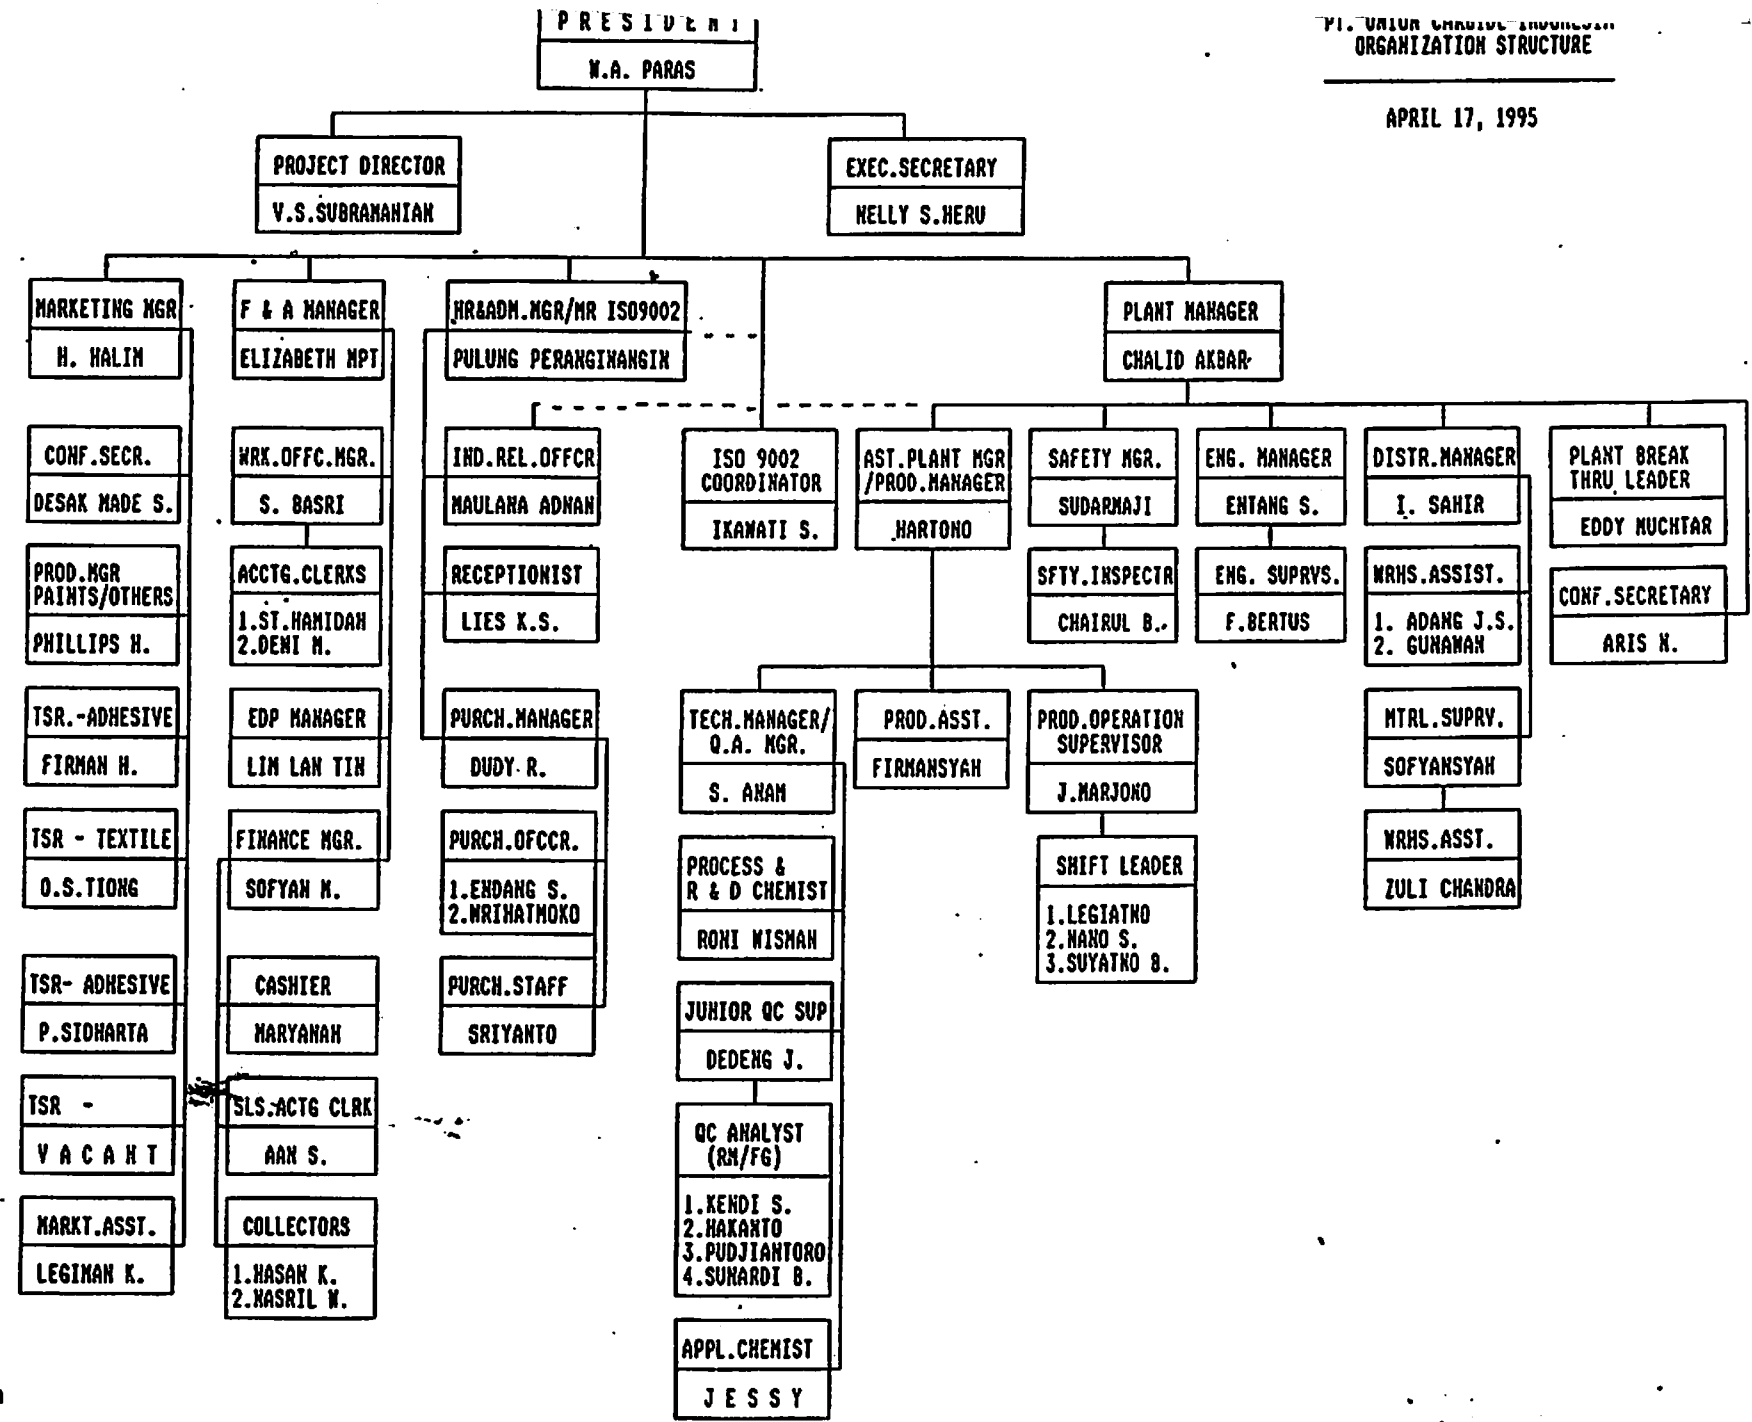 PRESIDENT
W.A. PARAS
PT. UNION CARBIDE INDONESIA
ORGANIZATION STRUCTURE
APRIL 17, 1995
PROJECT DIRECTOR
V.S.SUBRAMANIAN
EXEC.SECRETARY
NELLY S.HERU
MARKETING MGR
H. HALIM
F & A MANAGER
ELIZABETH MPT
HR&ADM.MGR/MR ISO9002
PULUNG PERANGINANGIN
PLANT MANAGER
CHALID AKBAR
CONF.SECR.
DESAK MADE S.
WRK.OFFC.MGR.
S. BASRI
IND.REL.OFFCR
MAULANA ADNAN
ISO 9002
COORDINATOR
IKAWATI S.
AST.PLANT MGR
/PROD.MANAGER
HARTONO
SAFETY MGR.
SUDARMAJI
ENG. MANAGER
ENTANG S.
DISTR.MANAGER
I. SAHIR
PLANT BREAK
THRU LEADER
EDDY MUCHTAR
PROD.MGR
PAINTS/OTHERS
PHILLIPS H.
ACCTG.CLERKS
1.ST.HAMIDAH
2.DENI M.
RECEPTIONIST
LIES K.S.
SFTY.INSPECTR
CHAIRUL B.
ENG. SUPRVS.
F.BERTUS
WRHS.ASSIST.
1. ADANG J.S.
2. GUNAWAN
CONF.SECRETARY
ARIS N.
TSR.-ADHESIVE
FIRMAN H.
EDP MANAGER
LIM LAN TIN
PURCH.MANAGER
DUDY R.
TECH.MANAGER/
Q.A. MGR.
S. ANAM
PROD.ASST.
FIRMANSYAH
PROD.OPERATION
SUPERVISOR
J.MARJONO
MTRL.SUPRV.
SOFYANSYAH
TSR - TEXTILE
O.S.TIONG
FINANCE MGR.
SOFYAN M.
PURCH.OFCCR.
1.ENDANG S.
2.WRIHATMOKO
PROCESS &
R & D CHEMIST
RONI WISMAN
SHIFT LEADER
1.LEGIATNO
2.NANO S.
3.SUYATNO B.
WRHS.ASST.
ZULI CHANDRA
TSR- ADHESIVE
P.SIDHARTA
CASHIER
MARYANAH
PURCH.STAFF
SRIYANTO
JUNIOR QC SUP
DEDENG J.
TSR -
V A C A N T
SLS.ACTG CLRK
AAN S.
QC ANALYST
(RM/FG)
1.KENDI S.
2.HAKANTO
3.PUDJIANTORO
4.SUNARDI B.
MARKT.ASST.
LEGIMAN K.
COLLECTORS
1.HASAN K.
2.NASRIL W.
APPL.CHEMIST
J E S S Y